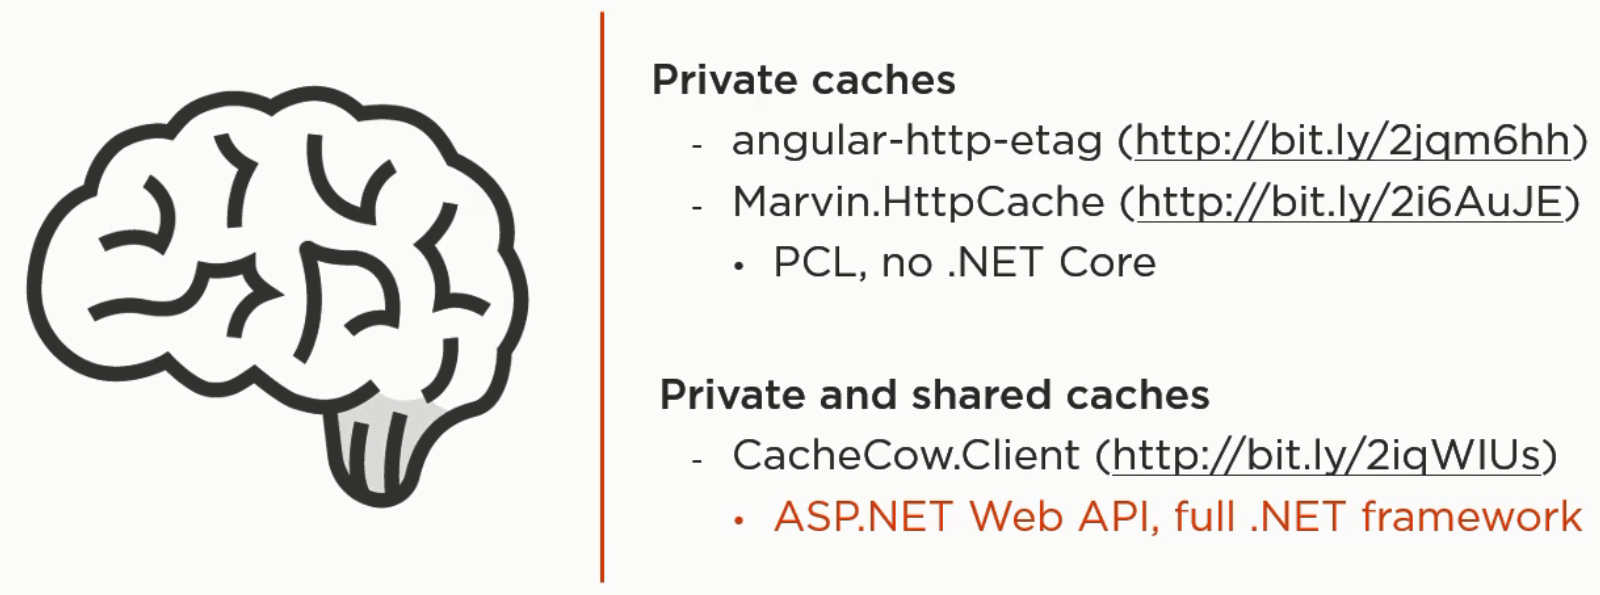 Private caches
- angular-http-etag (http://bit.ly/2jqm6hh)
- Marvin.HttpCache (http://bit.ly/2i6AuJE)
• PCL, no .NET Core
Private and shared caches
- CacheCow.Client (http://bit.ly/2iqWIUs)
• ASP.NET Web API, full .NET framework